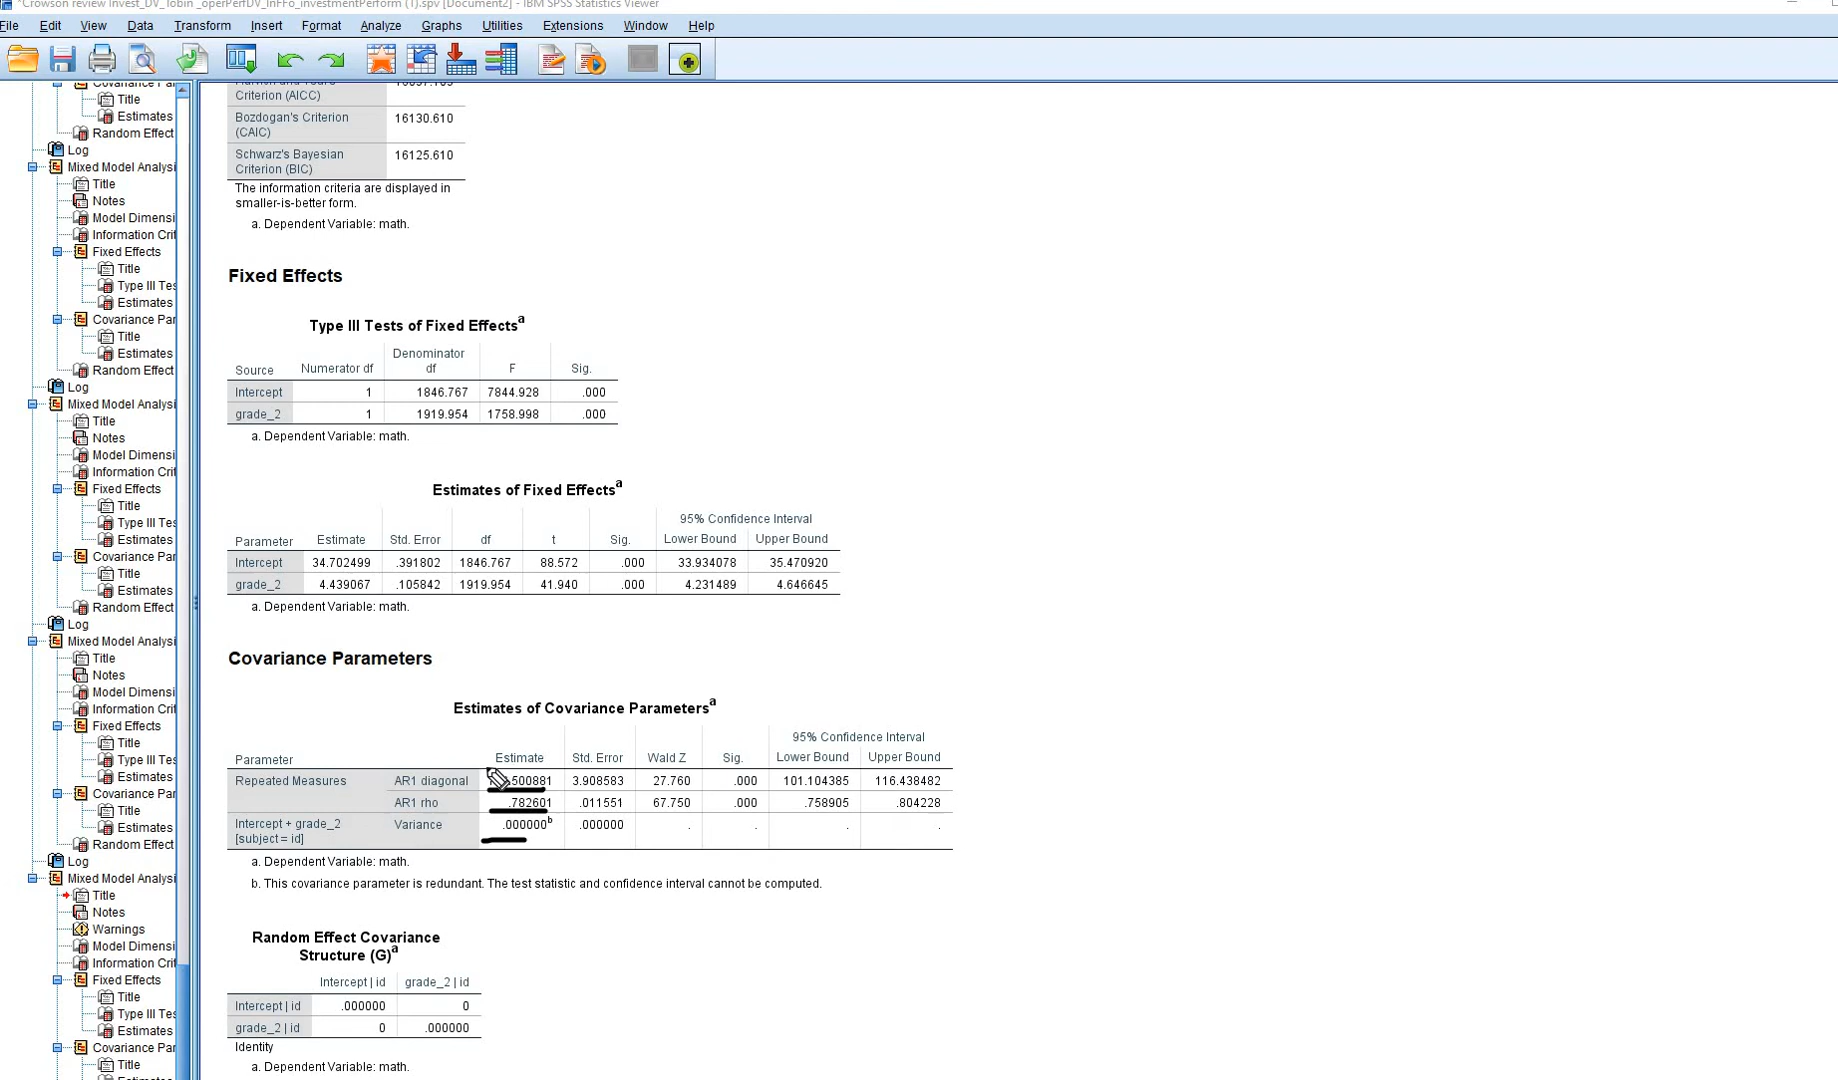 *Crowson review Invest_DV_Tobin _operPerfDV_InFFo_investmentPerform (1).spv [Document2] - IBM SPSS Statistics Viewer
File Edit View Data Transform Insert Format Analyze Graphs Utilities Extensions Window Help
Title
Estimates
Random Effect
Log
Mixed Model Analysi
Title
Notes
Model Dimensi
Information Crit
Fixed Effects
Title
Type III Tes
Estimates
Covariance Par
Title
Estimates
Random Effect
Log
Mixed Model Analysi
Title
Notes
Model Dimensi
Information Crit
Fixed Effects
Title
Type III Tes
Estimates
Covariance Par
Title
Estimates
Random Effect
Log
Mixed Model Analysi
Title
Notes
Model Dimensi
Information Crit
Fixed Effects
Title
Type III Tes
Estimates
Covariance Par
Title
Estimates
Random Effect
Log
Mixed Model Analysi
Title
Notes
Warnings
Model Dimensi
Information Crit
Fixed Effects
Title
Type III Tes
Estimates
Covariance Par
Title
Criterion (AICC)
Bozdogan's Criterion 16130.610
(CAIC)
Schwarz's Bayesian 16125.610
Criterion (BIC)
The information criteria are displayed in
smaller-is-better form.
a. Dependent Variable: math.
Fixed Effects
Type III Tests of Fixed Effectsa
Denominator
Source Numerator df df F Sig.
Intercept 1 1846.767 7844.928 .000
grade_2 1 1919.954 1758.998 .000
a. Dependent Variable: math.
Estimates of Fixed Effectsa
95% Confidence Interval
Parameter Estimate Std. Error df t Sig. Lower Bound Upper Bound
Intercept 34.702499 .391802 1846.767 88.572 .000 33.934078 35.470920
grade_2 4.439067 .105842 1919.954 41.940 .000 4.231489 4.646645
a. Dependent Variable: math.
Covariance Parameters
Estimates of Covariance Parametersa
95% Confidence Interval
Parameter Estimate Std. Error Wald Z Sig. Lower Bound Upper Bound
Repeated Measures AR1 diagonal .500881 3.908583 27.760 .000 101.104385 116.438482
AR1 rho .782601 .011551 67.750 .000 .758905 .804228
Intercept + grade_2 Variance .000000b .000000 . . . .
[subject = id]
a. Dependent Variable: math.
b. This covariance parameter is redundant. The test statistic and confidence interval cannot be computed.
Random Effect Covariance
Structure (G)a
Intercept | id grade_2 | id
Intercept | id .000000 0
grade_2 | id 0 .000000
Identity
a. Dependent Variable: math.